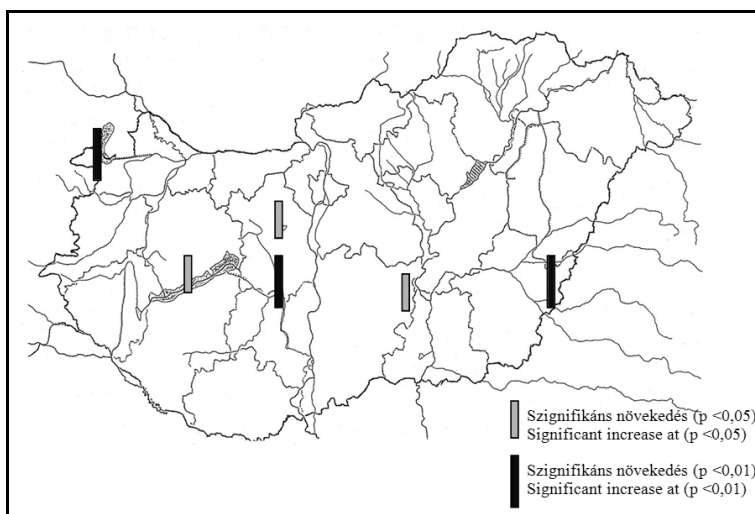 Szignifikáns növekedés (p <0,05)
Significant increase at (p <0,05)
Szignifikáns növekedés (p <0,01)
Significant increase at (p <0,01)